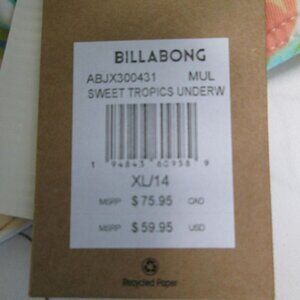 BILLABONG
ABJX300431 MUL
SWEET TROPICS UNDERW
1 94843 60938 9
XL/14
MSRP $ 75.95 CAD
MSRP $ 59.95 USD
Recycled Paper